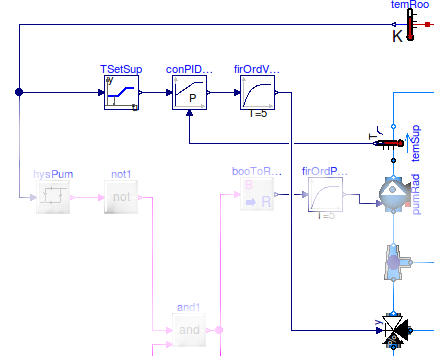 temRoo
K
TSetSup
conPID...
firOrdV...
y
u
P
T=5
T
temSup
hysPum
not1
booToR...
firOrdP...
pumRad
not
B
R
T=5
and1
and
y